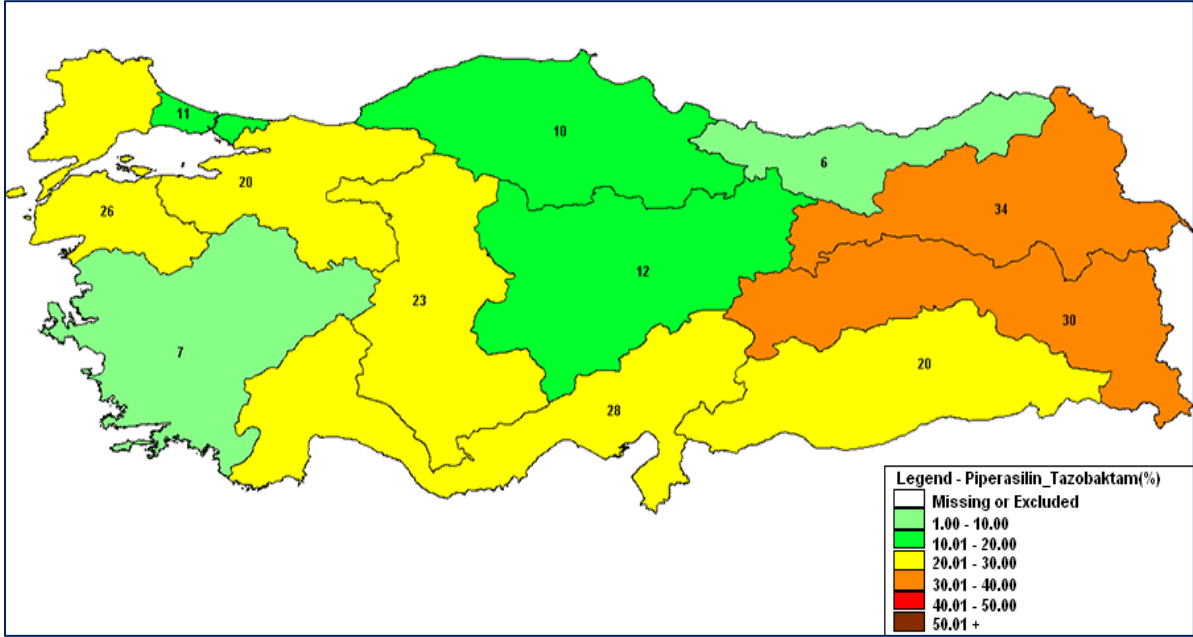 11
10
6
20
26
34
12
23
30
7
20
28
Legend - Piperasilin_Tazobaktam(%)
Missing or Excluded
1.00 - 10.00
10.01 - 20.00
20.01 - 30.00
30.01 - 40.00
40.01 - 50.00
50.01 +